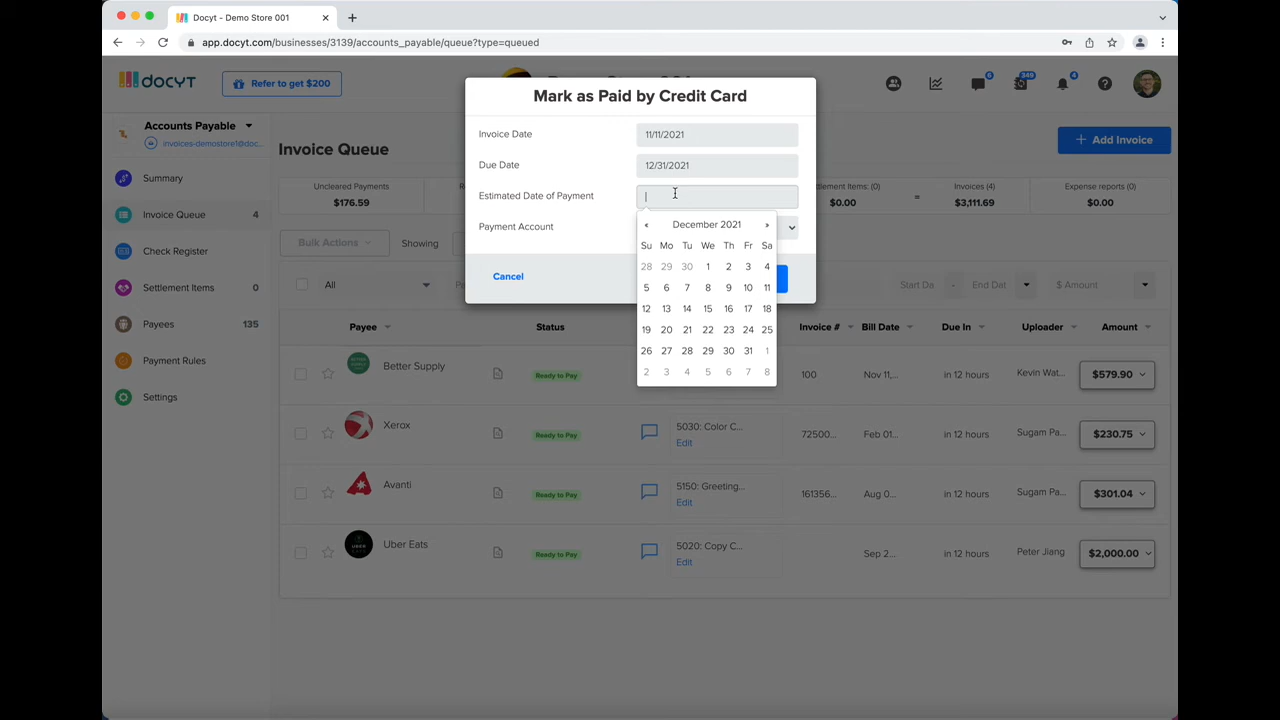 Docyt - Demo Store 001
app.docyt.com/businesses/3139/accounts_payable/queue?type=queued
docyt
Refer to get $200
6
349
4
Accounts Payable
invoices-demostore1@doc...
Summary
Invoice Queue 4
Check Register
Settlement Items 0
Payees 135
Payment Rules
Settings
Invoice Queue
+ Add Invoice
Uncleared Payments
$176.59
Items: (0)
$0.00
=
Invoices (4)
$3,111.69
Expense reports (0)
$0.00
Bulk Actions
Showing
All
Start Da
-
End Dat
$ Amount
Payee
Status
Invoice #
Bill Date
Due In
Uploader
Amount
Better Supply
Ready to Pay
100
Nov 11,...
in 12 hours
Kevin Wat...
$579.90
Xerox
Ready to Pay
5030: Color C...
Edit
72500...
Feb 01...
in 12 hours
Sugam Pa...
$230.75
Avanti
Ready to Pay
5150: Greeting...
Edit
161356...
Aug 0...
in 12 hours
Sugam Pa...
$301.04
Uber Eats
Ready to Pay
5020: Copy C...
Edit
Sep 2...
in 12 hours
Peter Jiang
$2,000.00
Mark as Paid by Credit Card
Invoice Date
11/11/2021
Due Date
12/31/2021
Estimated Date of Payment
Payment Account
Cancel
« December 2021 »
Su Mo Tu We Th Fr Sa
28 29 30 1 2 3 4
5 6 7 8 9 10 11
12 13 14 15 16 17 18
19 20 21 22 23 24 25
26 27 28 29 30 31 1
2 3 4 5 6 7 8